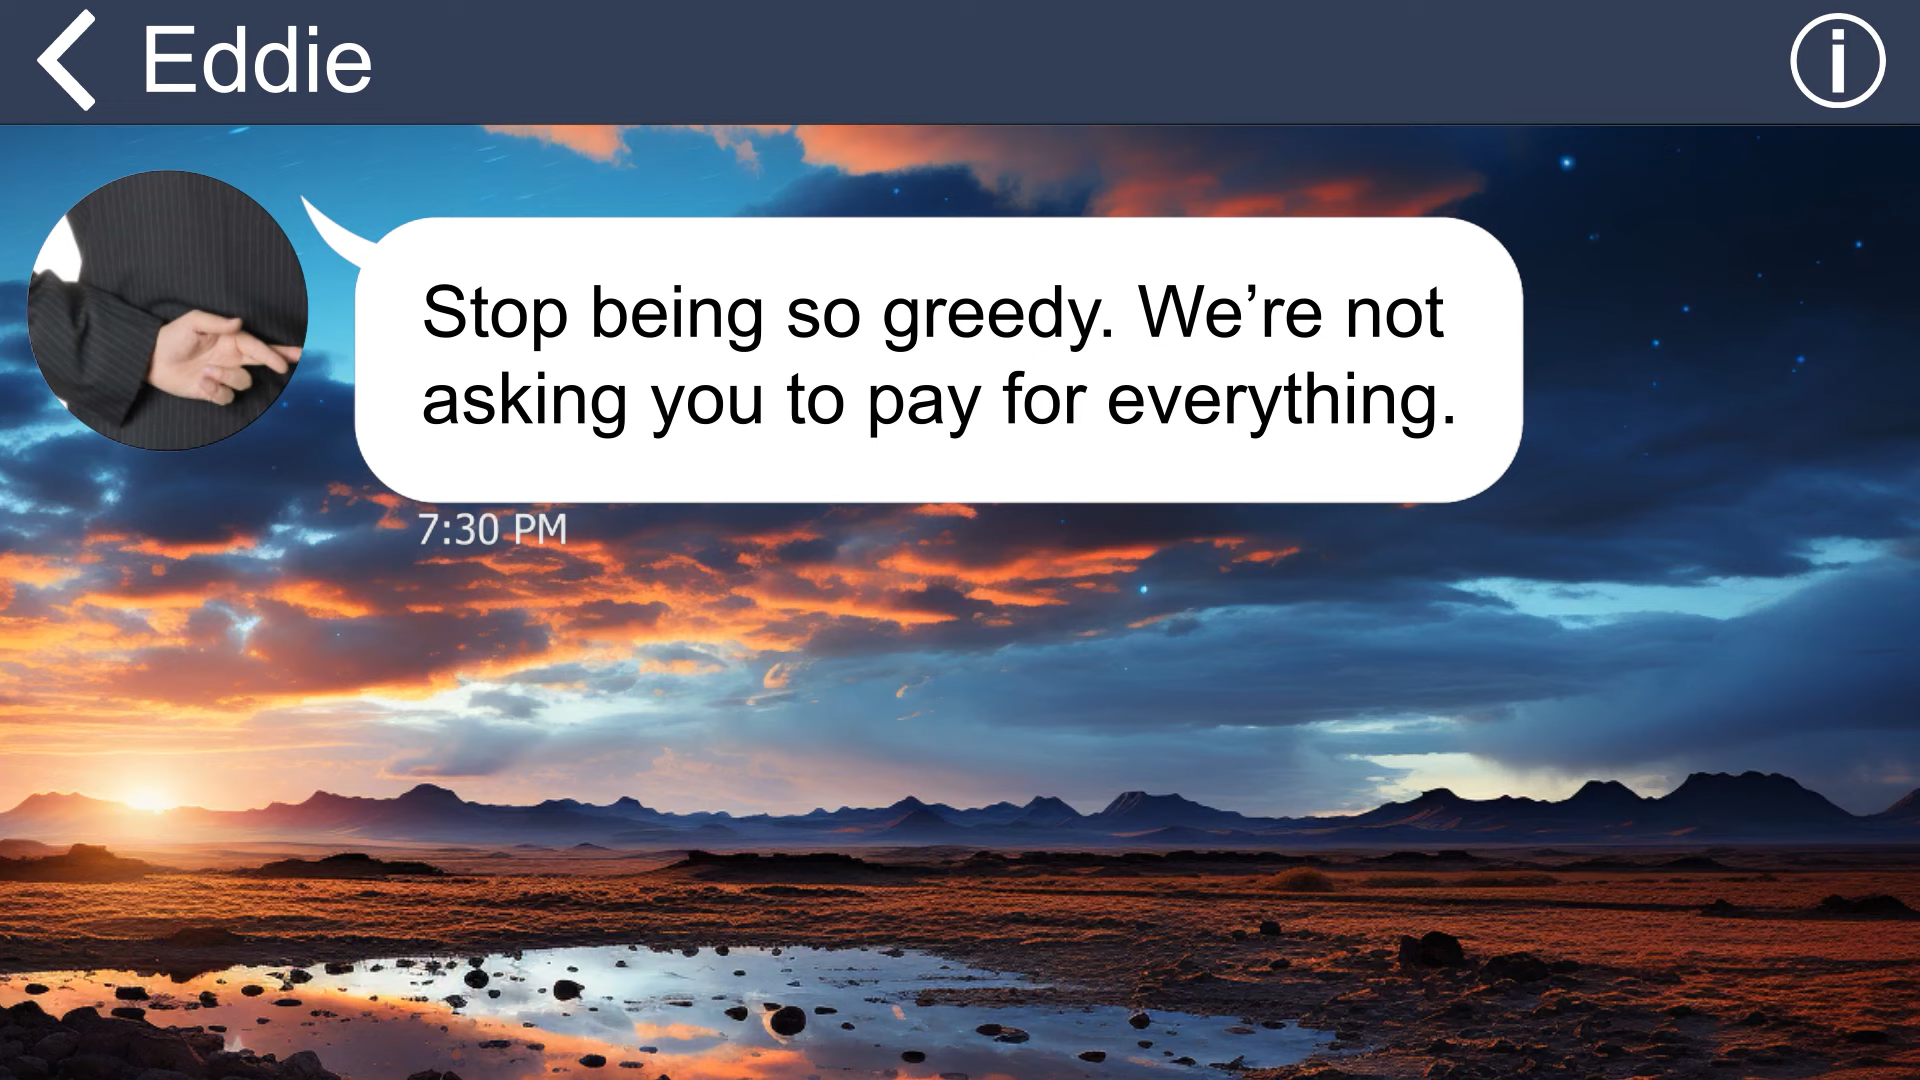 Eddie
Stop being so greedy. We’re not
asking you to pay for everything.
7:30 PM